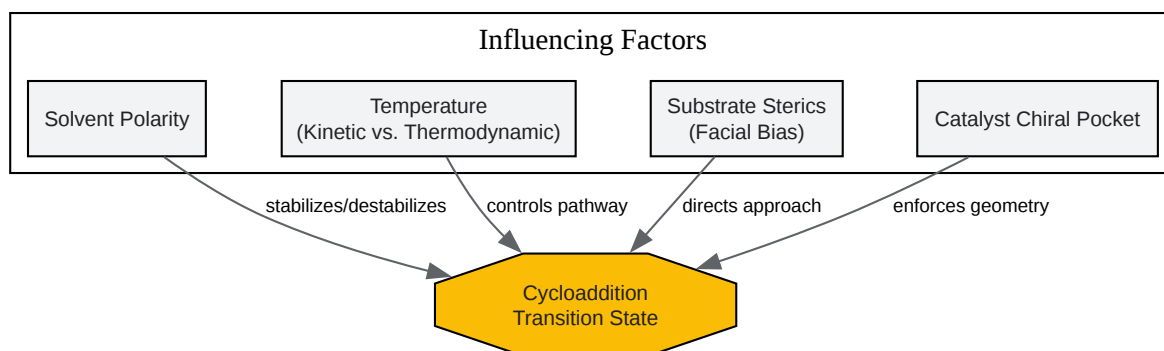 Influencing Factors
Solvent Polarity
Temperature
(Kinetic vs. Thermodynamic)
Substrate Sterics
(Facial Bias)
Catalyst Chiral Pocket
stabilizes/destabilizes
controls pathway
directs approach
enforces geometry
Cycloaddition
Transition State